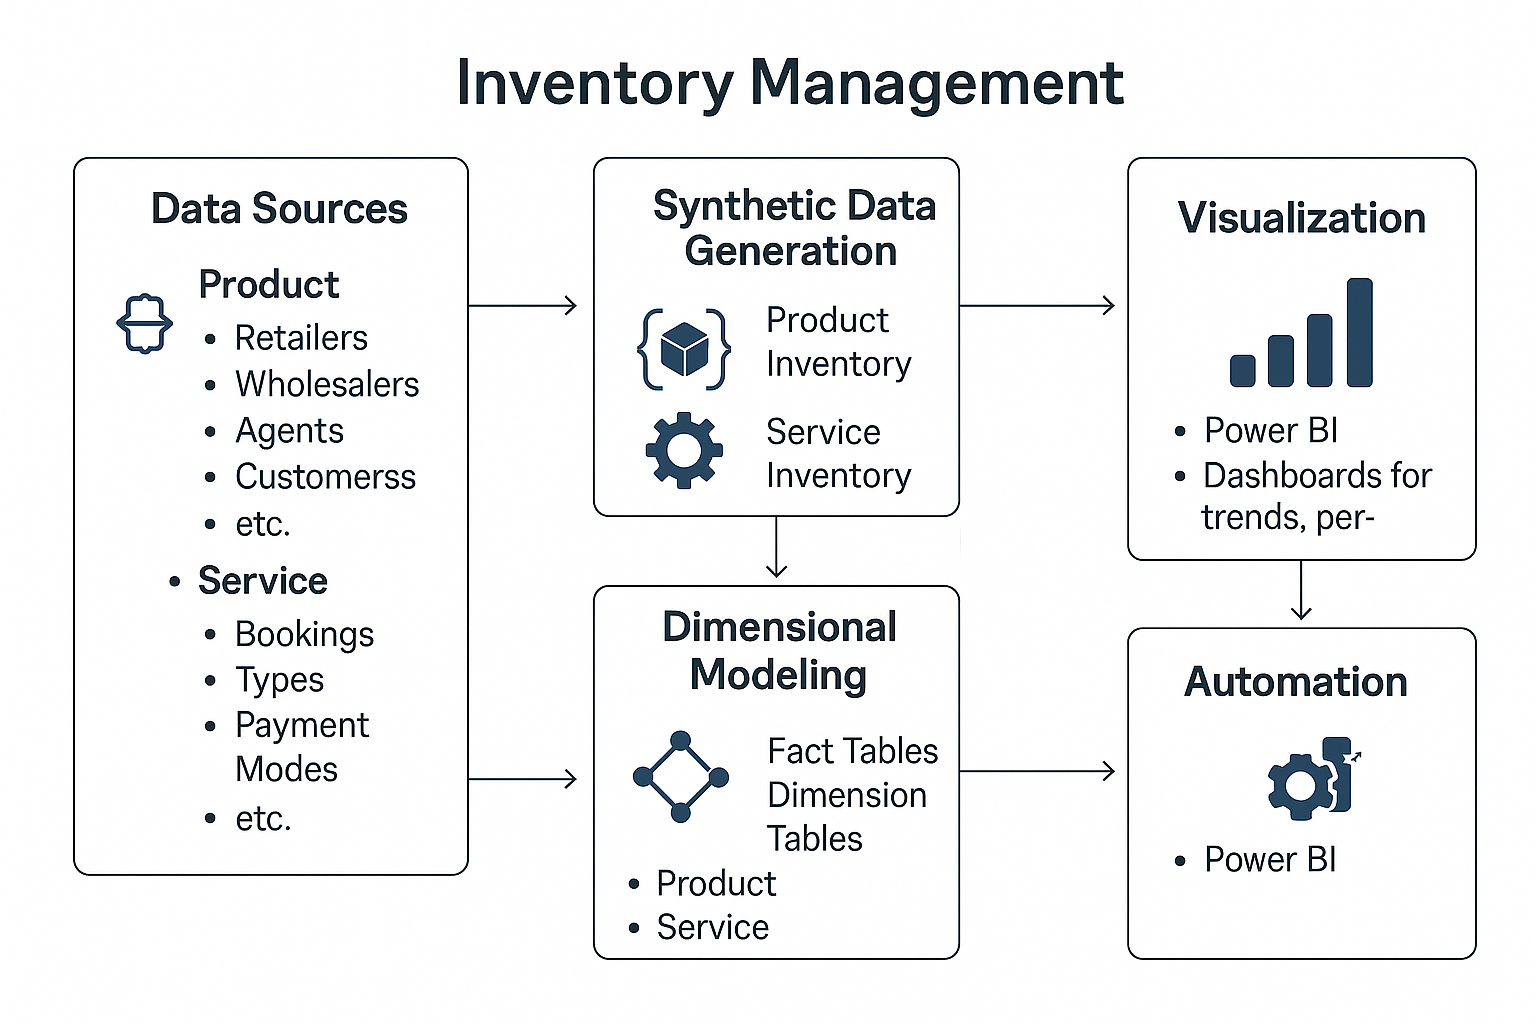 Inventory Management
Data Sources
Product
• Retailers
• Wholesalers
• Agents
• Customerss
• etc.
• Service
• Bookings
• Types
• Payment
Modes
• etc.
Synthetic Data
Generation
Product
Inventory
Service
Inventory
Dimensional
Modeling
Fact Tables
Dimension
Tables
• Product
• Service
Visualization
• Power BI
• Dashboards for
trends, per-
Automation
• Power BI